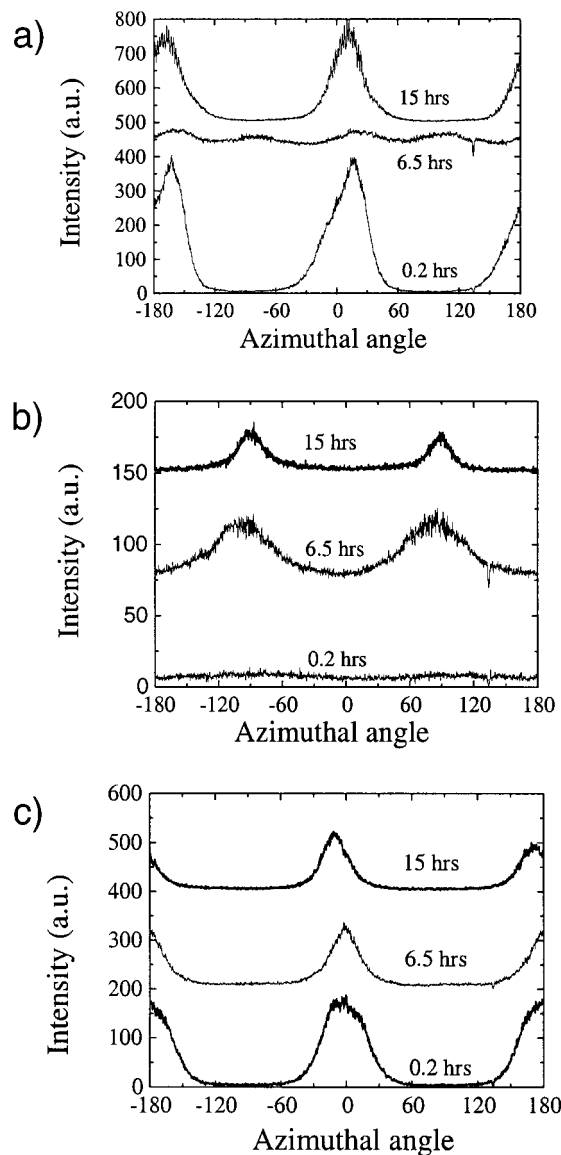 a)
800
700
600
500
400
300
200
100
0
Intensity (a.u.)
15 hrs
6.5 hrs
0.2 hrs
-180 -120 -60 0 60 120 180
Azimuthal angle
b)
200
150
100
50
0
Intensity (a.u.)
15 hrs
6.5 hrs
0.2 hrs
-180 -120 -60 0 60 120 180
Azimuthal angle
c)
600
500
400
300
200
100
0
Intensity (a.u.)
15 hrs
6.5 hrs
0.2 hrs
-180 -120 -60 0 60 120 180
Azimuthal angle